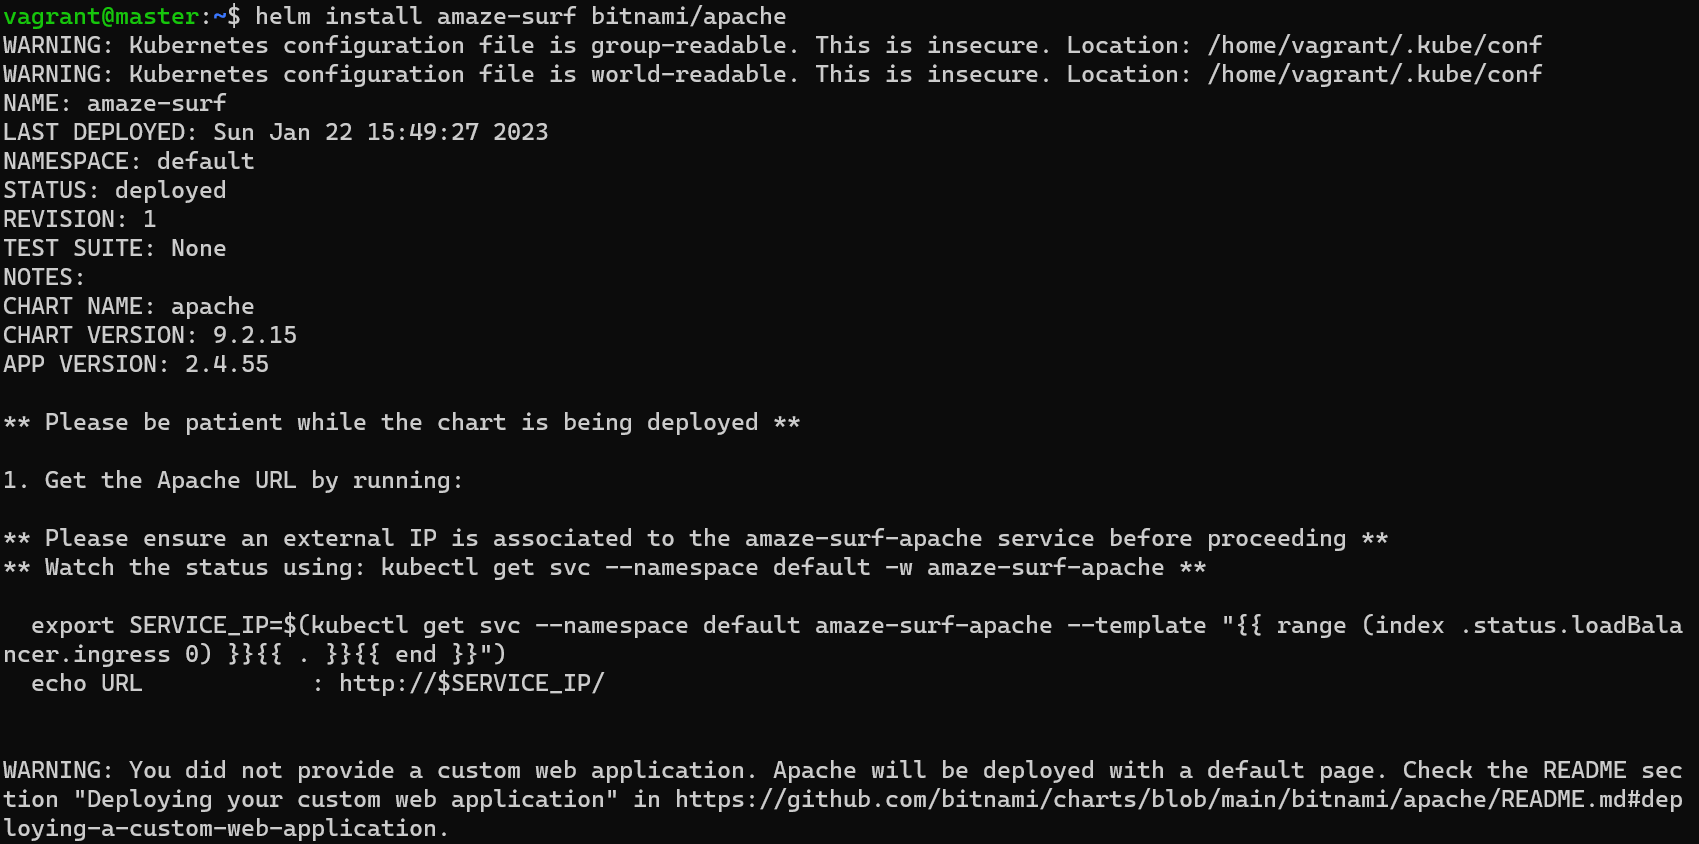 vagrant@master:~$ helm install amaze-surf bitnami/apache
WARNING: Kubernetes configuration file is group-readable. This is insecure. Location: /home/vagrant/.kube/conf
WARNING: Kubernetes configuration file is world-readable. This is insecure. Location: /home/vagrant/.kube/conf
NAME: amaze-surf
LAST DEPLOYED: Sun Jan 22 15:49:27 2023
NAMESPACE: default
STATUS: deployed
REVISION: 1
TEST SUITE: None
NOTES:
CHART NAME: apache
CHART VERSION: 9.2.15
APP VERSION: 2.4.55

** Please be patient while the chart is being deployed **

1. Get the Apache URL by running:

** Please ensure an external IP is associated to the amaze-surf-apache service before proceeding **
** Watch the status using: kubectl get svc --namespace default -w amaze-surf-apache **

  export SERVICE_IP=$(kubectl get svc --namespace default amaze-surf-apache --template "{{ range (index .status.loadBala
ncer.ingress 0) }}{{ . }}{{ end }}")
  echo URL            : http://$SERVICE_IP/


WARNING: You did not provide a custom web application. Apache will be deployed with a default page. Check the README sec
tion "Deploying your custom web application" in https://github.com/bitnami/charts/blob/main/bitnami/apache/README.md#dep
loying-a-custom-web-application.